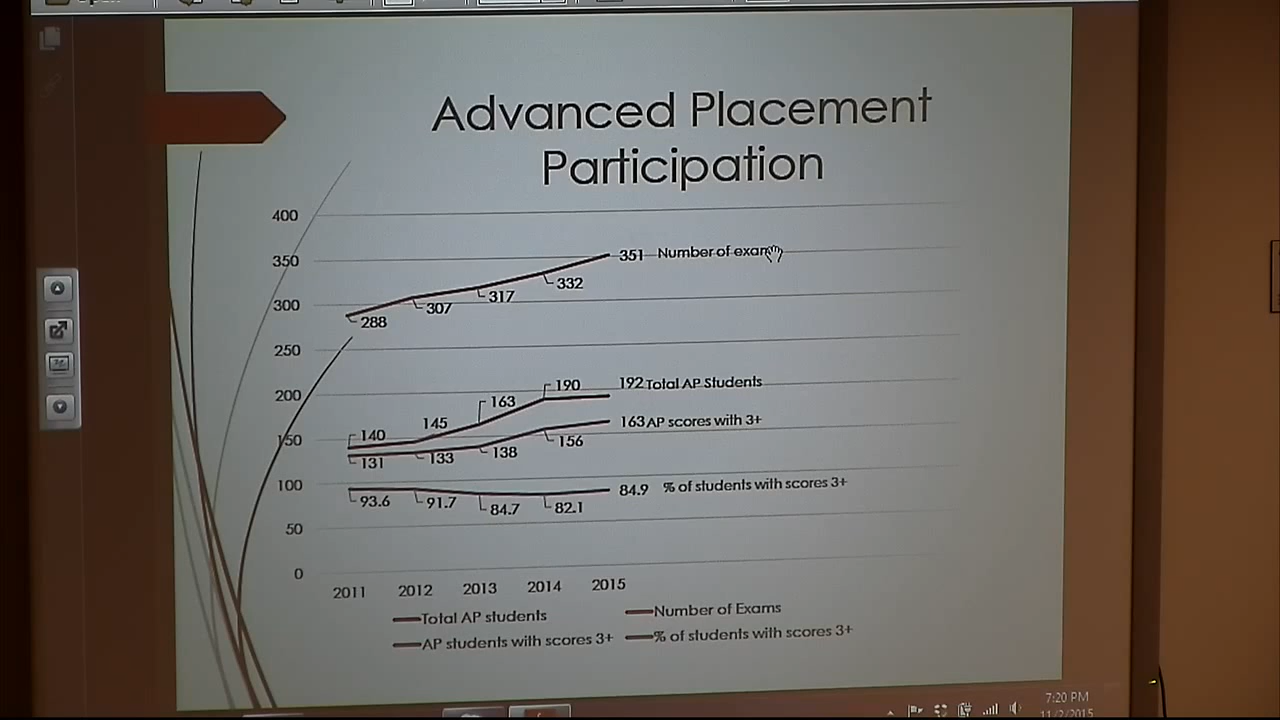 Advanced Placement
Participation
400
350
300
250
200
150
100
50
0
351 Number of exam
288
307
317
332
192 Total AP Students
140
145
163
190
163 AP scores with 3+
131
133
138
156
84.9 % of students with scores 3+
93.6
91.7
84.7
82.1
2011 2012 2013 2014 2015
Total AP students
Number of Exams
AP students with scores 3+
% of students with scores 3+
7:20 PM
11/2/2015